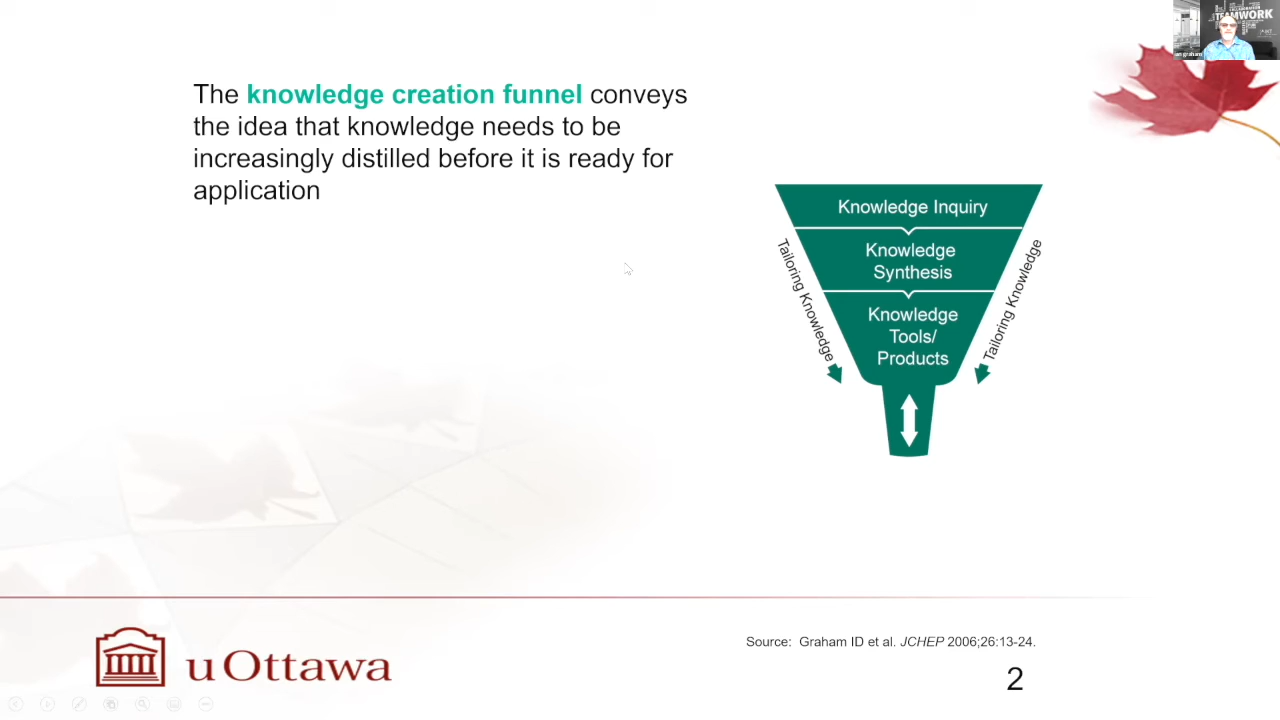 The knowledge creation funnel conveys
the idea that knowledge needs to be
increasingly distilled before it is ready for
application
Knowledge Inquiry
Knowledge
Synthesis
Knowledge
Tools/
Products
Tailoring Knowledge
Tailoring Knowledge
TEAMWORK
uOttawa
Source: Graham ID et al. JCHEP 2006;26:13-24.
2